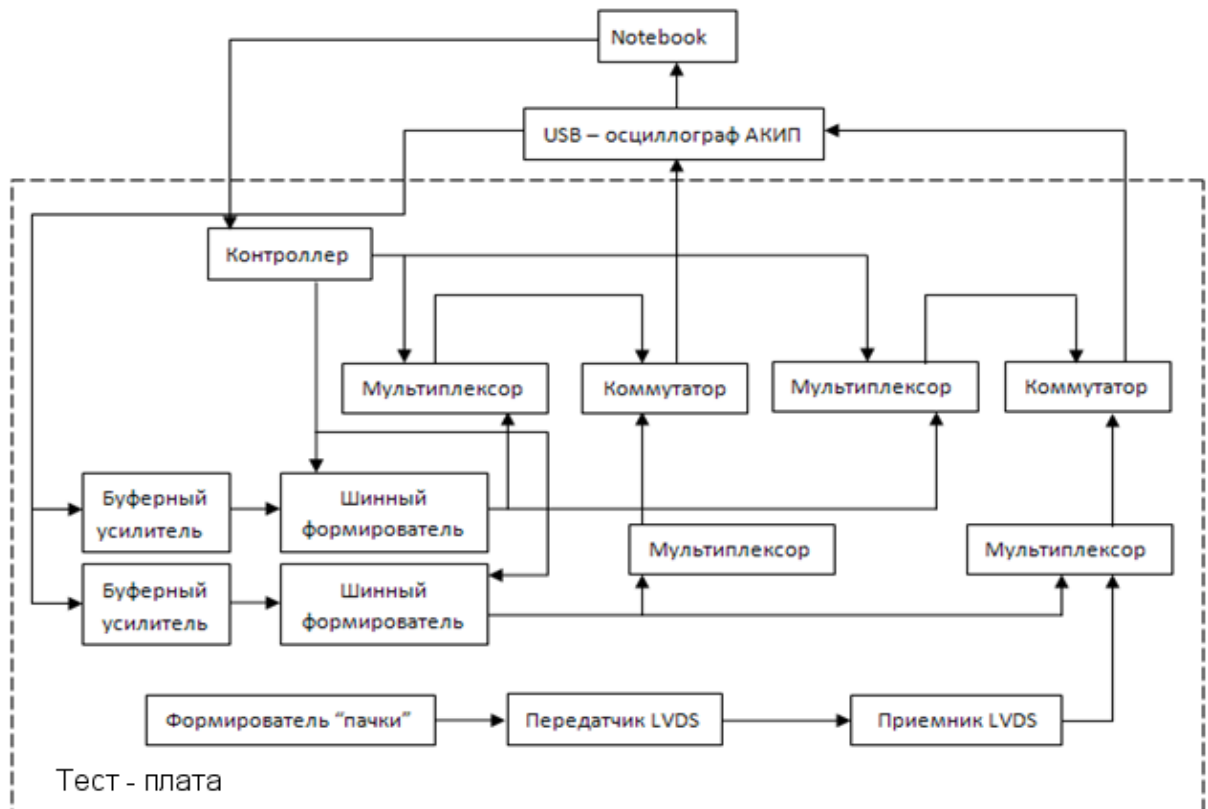 Notebook
USB – осциллограф АКИП
Контроллер
Мультиплексор
Коммутатор
Мультиплексор
Коммутатор
Буферный
усилитель
Шинный
формирователь
Мультиплексор
Мультиплексор
Буферный
усилитель
Шинный
формирователь
Формирователь “пачки”
Передатчик LVDS
Приемник LVDS
Тест - плата